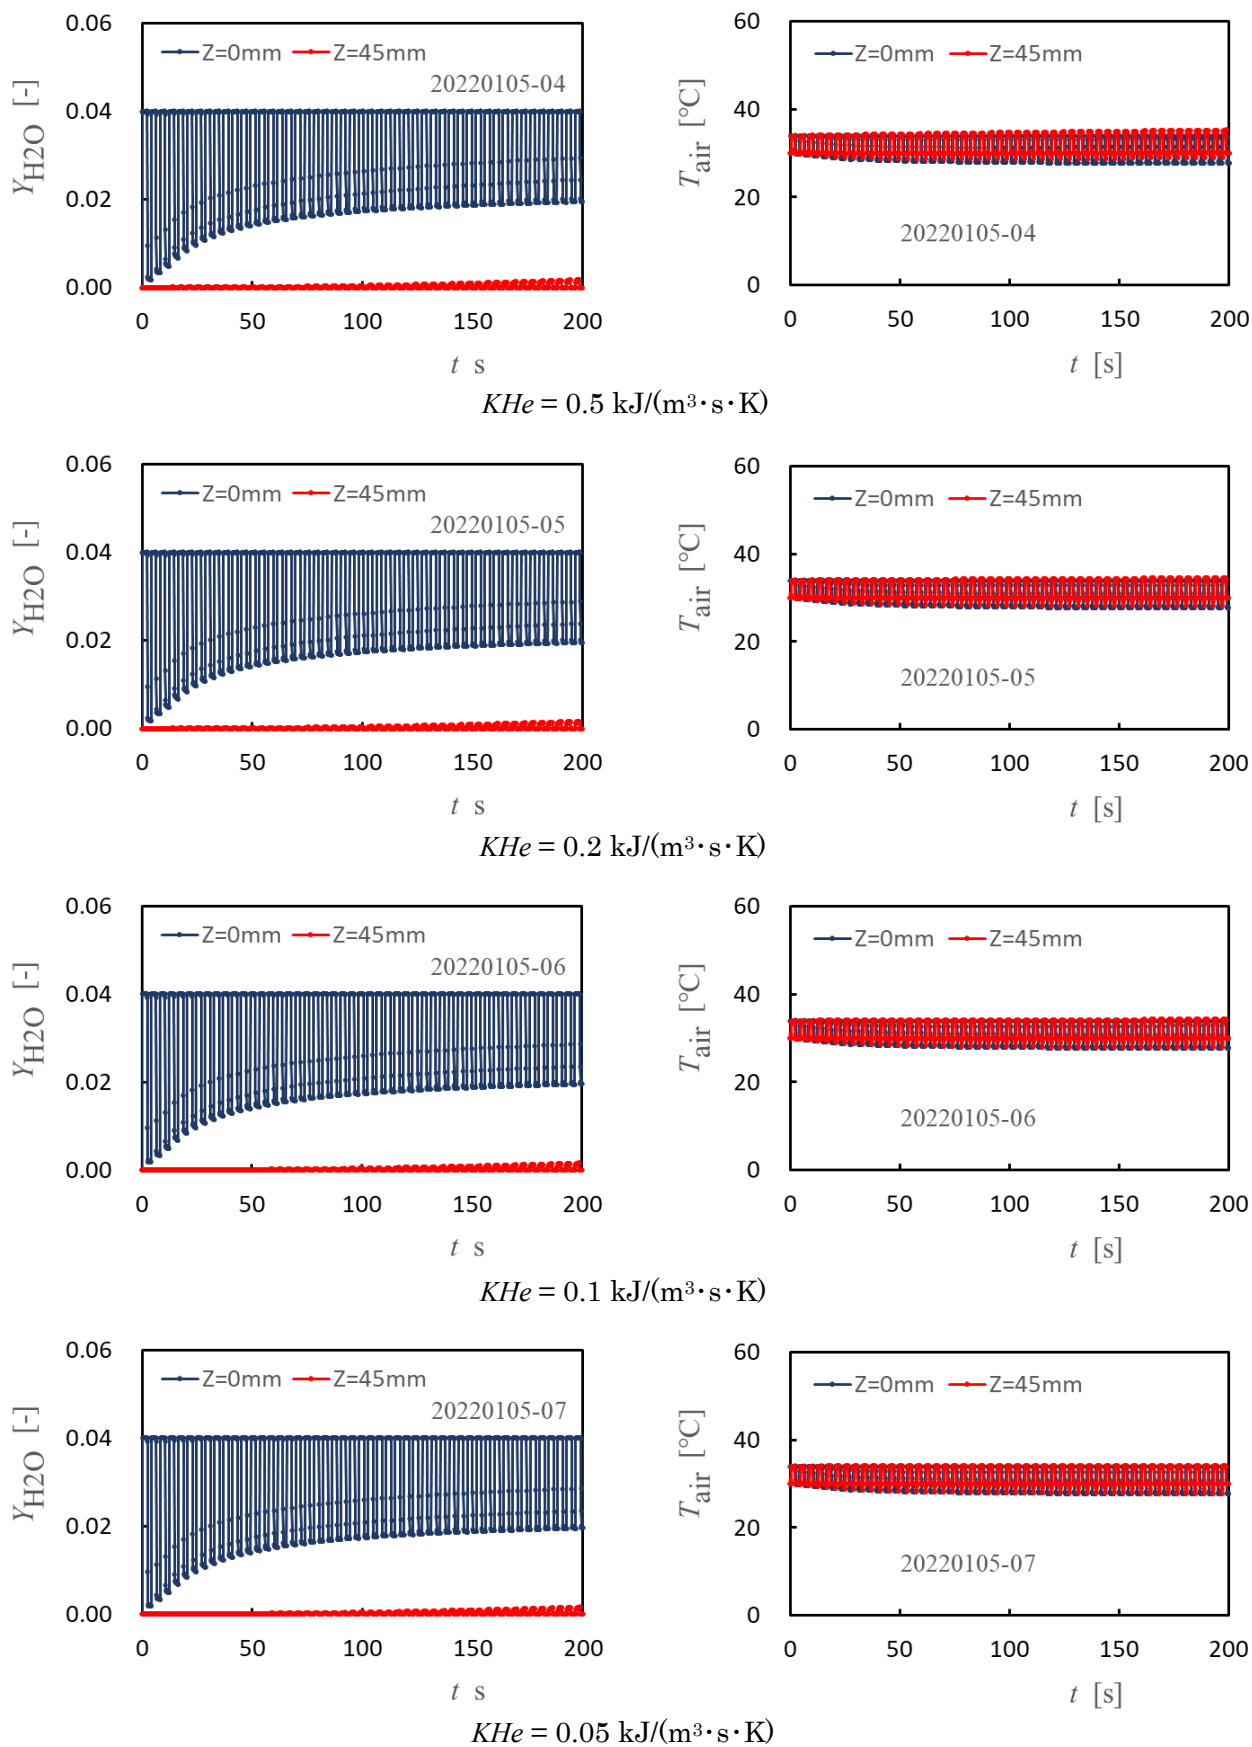 0.06
0.04
0.02
0.00
Y_H2O [-]
Z=0mm Z=45mm
20220105-04
0 50 100 150 200
t s
60
40
20
0
T_air [°C]
Z=0mm Z=45mm
20220105-04
0 50 100 150 200
t [s]
KHe = 0.5 kJ/(m³·s·K)
0.06
0.04
0.02
0.00
Y_H2O [-]
Z=0mm Z=45mm
20220105-05
0 50 100 150 200
t s
60
40
20
0
T_air [°C]
Z=0mm Z=45mm
20220105-05
0 50 100 150 200
t [s]
KHe = 0.2 kJ/(m³·s·K)
0.06
0.04
0.02
0.00
Y_H2O [-]
Z=0mm Z=45mm
20220105-06
0 50 100 150 200
t s
60
40
20
0
T_air [°C]
Z=0mm Z=45mm
20220105-06
0 50 100 150 200
t [s]
KHe = 0.1 kJ/(m³·s·K)
0.06
0.04
0.02
0.00
Y_H2O [-]
Z=0mm Z=45mm
20220105-07
0 50 100 150 200
t s
60
40
20
0
T_air [°C]
Z=0mm Z=45mm
20220105-07
0 50 100 150 200
t [s]
KHe = 0.05 kJ/(m³·s·K)